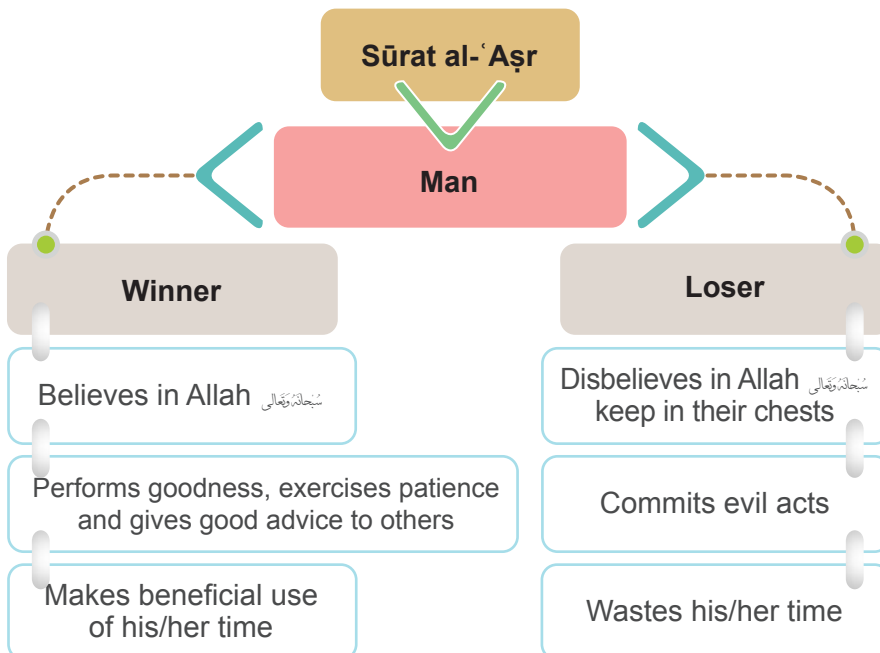 Sūrat al-ʿAṣr
Man
Winner
Believes in Allah سُبْحَانَهُ وَتَعَالَى
Performs goodness, exercises patience
and gives good advice to others
Makes beneficial use
of his/her time
Loser
Disbelieves in Allah سُبْحَانَهُ وَتَعَالَى
keep in their chests
Commits evil acts
Wastes his/her time